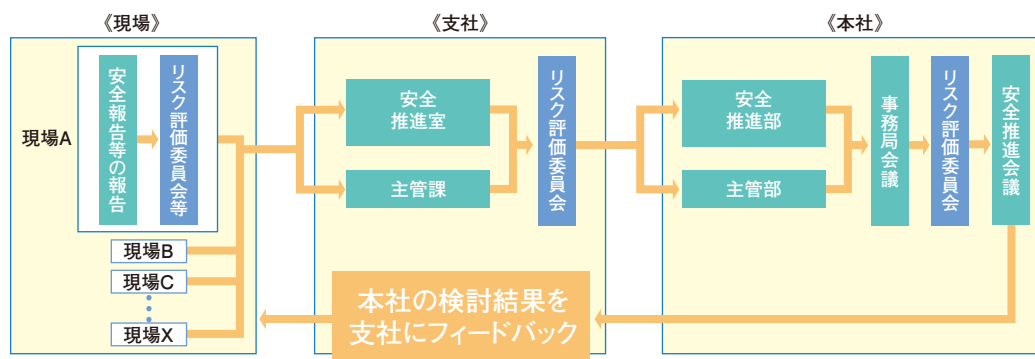 《現場》
現場A
安全報告等の報告
リスク評価委員会等
現場B
現場C
現場X
《支社》
安全
推進室
主管課
リスク評価委員会
《本社》
安全
推進部
主管部
事務局会議
リスク評価委員会
安全推進会議
本社の検討結果を
支社にフィードバック